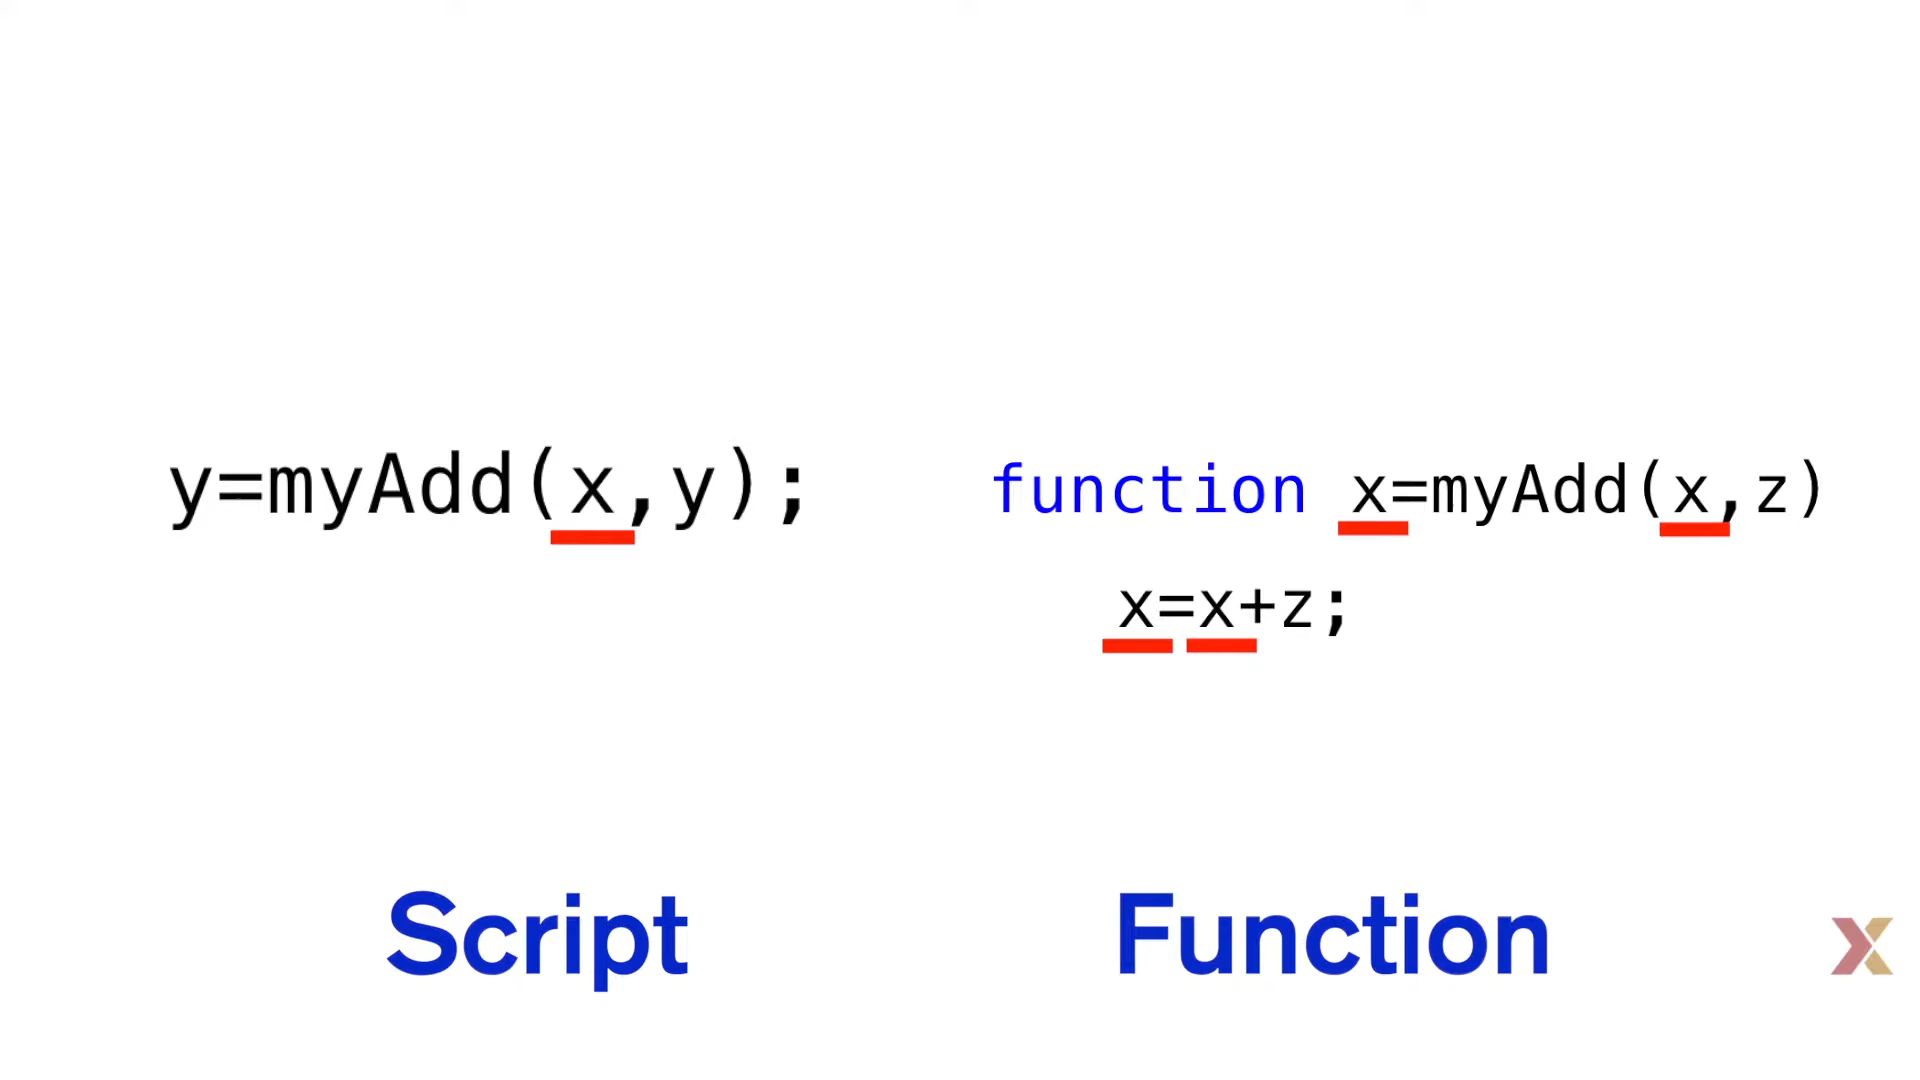 y=myAdd(x,y);
function x=myAdd(x,z)
x=x+z;
Script
Function